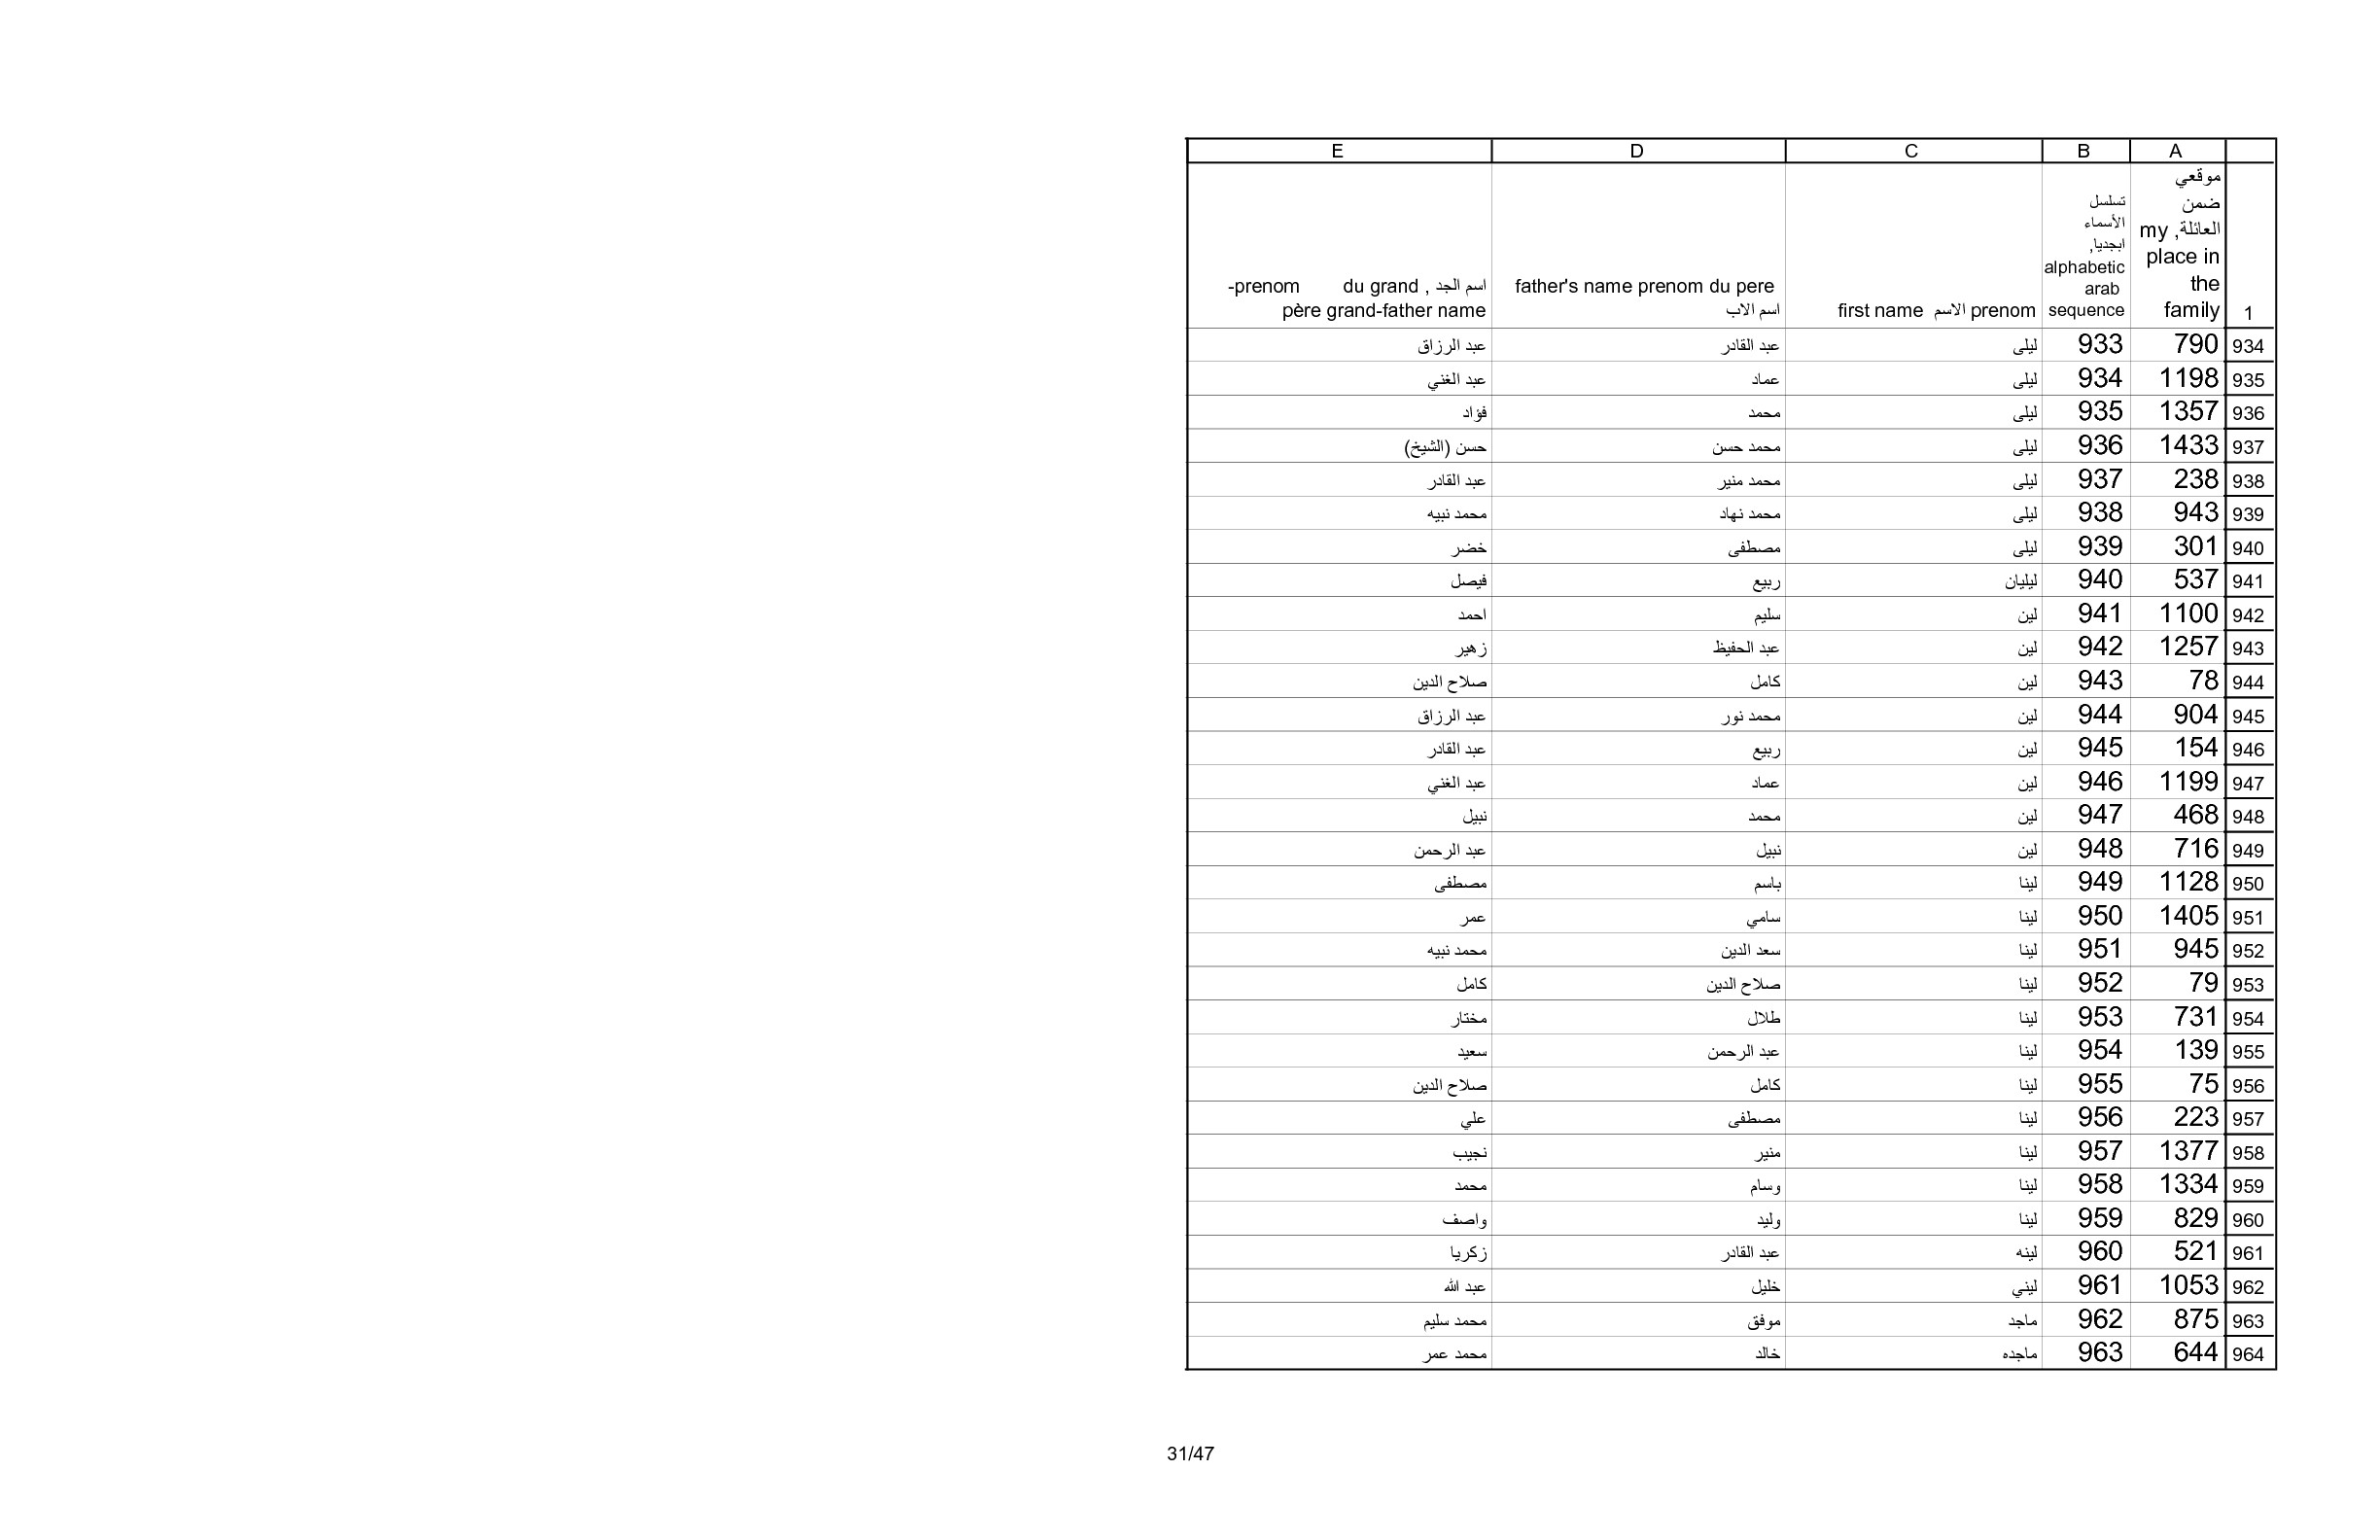 A B C D E
1 موقعي ضمن العائلة, my place in the family تسلسل الأسماء ابجديا, alphabetic arab sequence first name الاسم prenom father's name prenom du pere اسم الاب اسم الجد , prenom du grand-père grand-father name
934 790 933 ليلى عبد القادر عبد الرزاق
935 1198 934 ليلى عماد عبد الغني
936 1357 935 ليلى محمد فؤاد
937 1433 936 ليلى محمد حسن حسن (الشيخ)
938 238 937 ليلى محمد منير عبد القادر
939 943 938 ليلى محمد نهاد محمد نبيه
940 301 939 ليلى مصطفى خضر
941 537 940 ليليان ربيع فيصل
942 1100 941 لين سليم احمد
943 1257 942 لين عبد الحفيظ زهير
944 78 943 لين كامل صلاح الدين
945 904 944 لين محمد نور عبد الرزاق
946 154 945 لين ربيع عبد القادر
947 1199 946 لين عماد عبد الغني
948 468 947 لين محمد نبيل
949 716 948 لين نبيل عبد الرحمن
950 1128 949 لينا باسم مصطفى
951 1405 950 لينا سامي عمر
952 945 951 لينا سعد الدين محمد نبيه
953 79 952 لينا صلاح الدين كامل
954 731 953 لينا طلال مختار
955 139 954 لينا عبد الرحمن سعيد
956 75 955 لينا كامل صلاح الدين
957 223 956 لينا مصطفى علي
958 1377 957 لينا منير نجيب
959 1334 958 لينا وسام محمد
960 829 959 لينا وليد واصف
961 521 960 لينه عبد القادر زكريا
962 1053 961 ليني خليل عبد الله
963 875 962 ماجد موفق محمد سليم
964 644 963 ماجده خالد محمد عمر
31/47